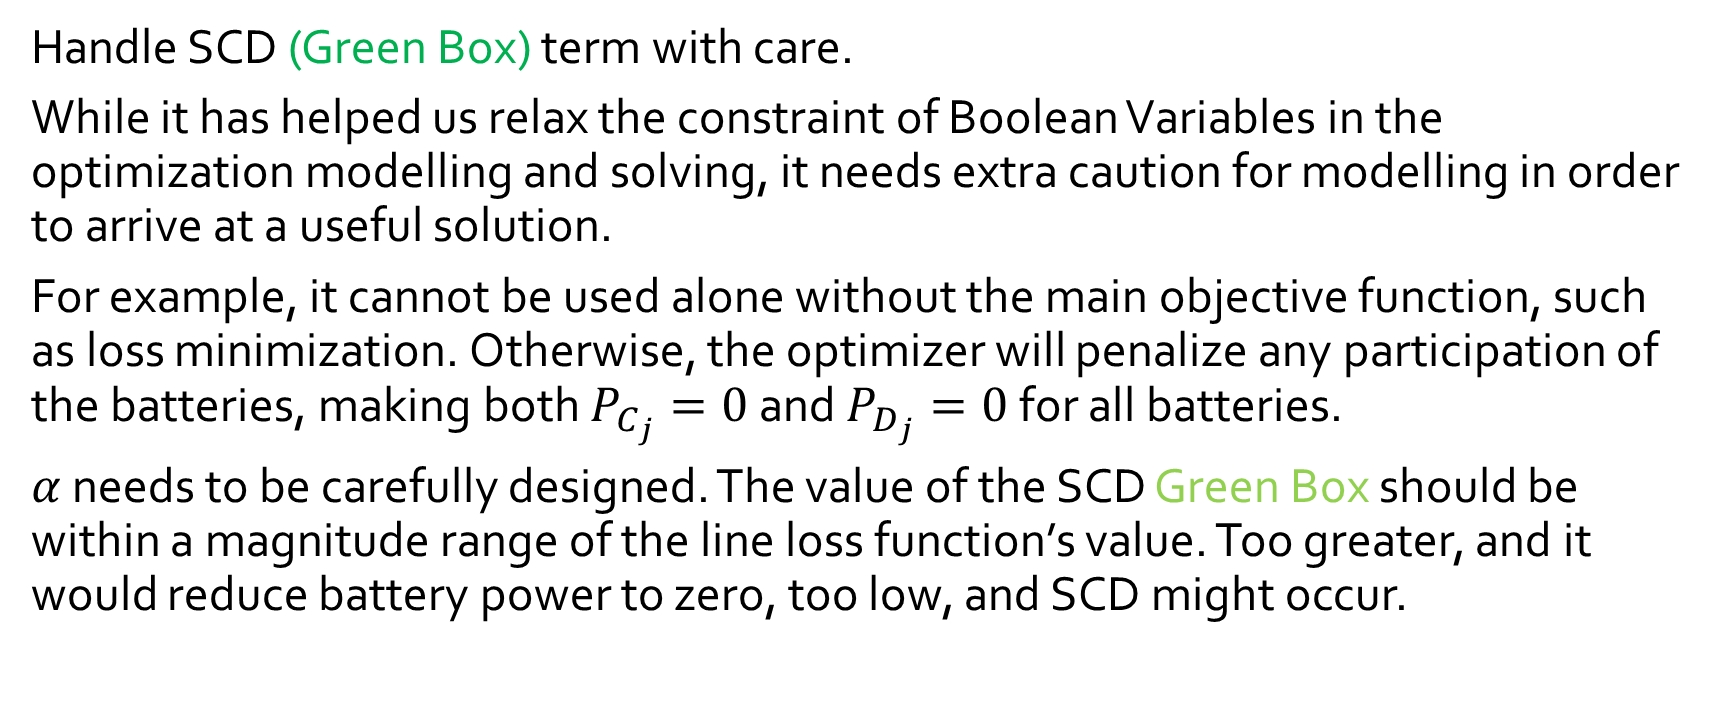 Handle SCD (Green Box) term with care.
While it has helped us relax the constraint of Boolean Variables in the
optimization modelling and solving, it needs extra caution for modelling in order
to arrive at a useful solution.
For example, it cannot be used alone without the main objective function, such
as loss minimization. Otherwise, the optimizer will penalize any participation of
the batteries, making both $P_{C_j} = 0$ and $P_{D_j} = 0$ for all batteries.
α needs to be carefully designed. The value of the SCD Green Box should be
within a magnitude range of the line loss function’s value. Too greater, and it
would reduce battery power to zero, too low, and SCD might occur.